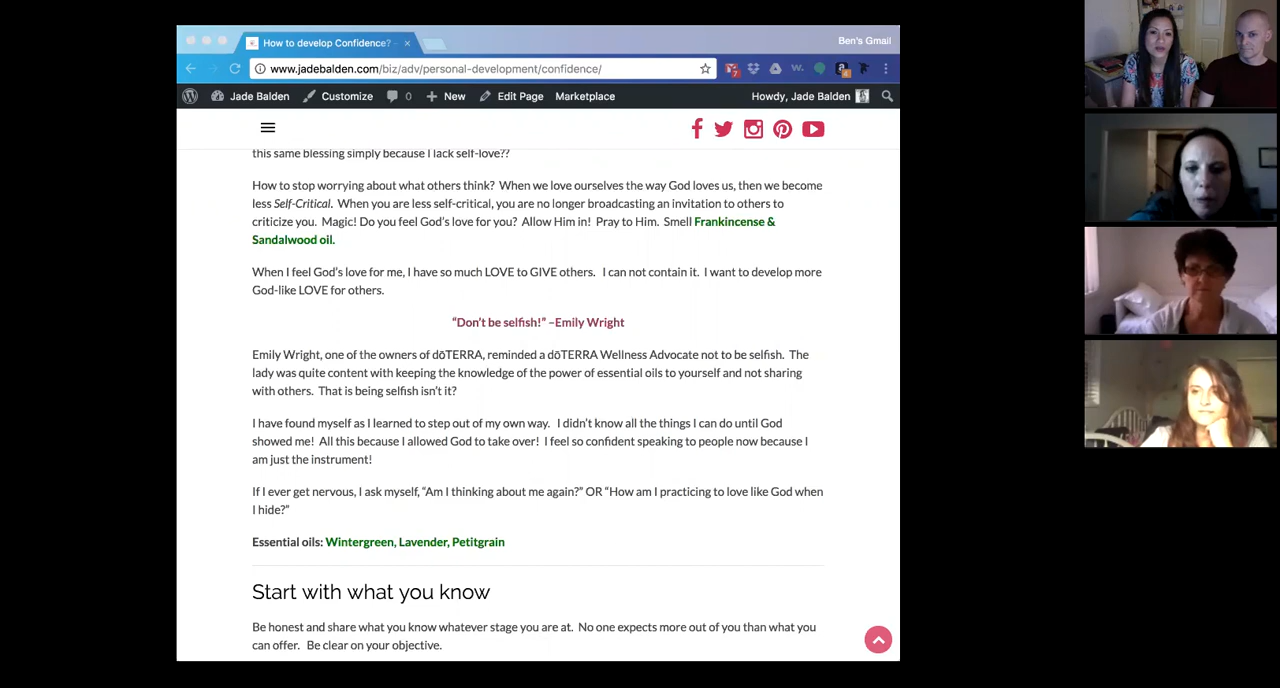 How to develop Confidence? -
Ben's Gmail
www.jadebalden.com/biz/adv/personal-development/confidence/
7
W.
a
4
Jade Balden Customize 0 New Edit Page Marketplace Howdy, Jade Balden
this same blessing simply because I lack self-love??
How to stop worrying about what others think? When we love ourselves the way God loves us, then we become
less Self-Critical. When you are less self-critical, you are no longer broadcasting an invitation to others to
criticize you. Magic! Do you feel God's love for you? Allow Him in! Pray to Him. Smell Frankincense &
Sandalwood oil.
When I feel God's love for me, I have so much LOVE to GIVE others. I can not contain it. I want to develop more
God-like LOVE for others.
“Don't be selfish!” –Emily Wright
Emily Wright, one of the owners of dōTERRA, reminded a dōTERRA Wellness Advocate not to be selfish. The
lady was quite content with keeping the knowledge of the power of essential oils to yourself and not sharing
with others. That is being selfish isn't it?
I have found myself as I learned to step out of my own way. I didn't know all the things I can do until God
showed me! All this because I allowed God to take over! I feel so confident speaking to people now because I
am just the instrument!
If I ever get nervous, I ask myself, “Am I thinking about me again?” OR “How am I practicing to love like God when
I hide?”
Essential oils: Wintergreen, Lavender, Petitgrain
Start with what you know
Be honest and share what you know whatever stage you are at. No one expects more out of you than what you
can offer. Be clear on your objective.